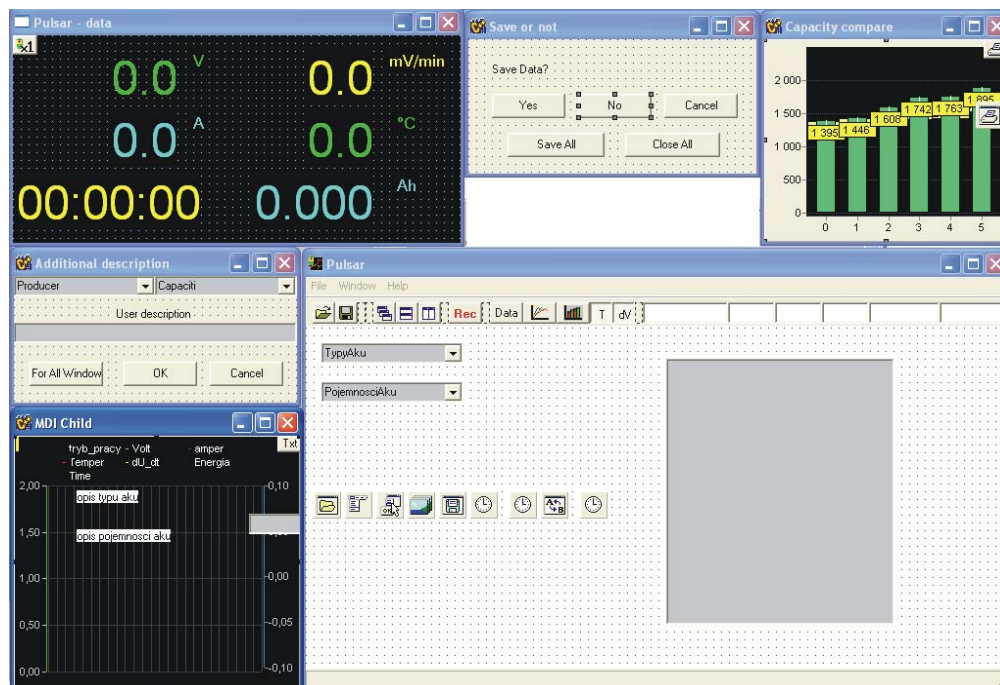 Pulsar - data
x1
0.0 V 0.0 mV/min
0.0 A 0.0 °C
00:00:00 0.000 Ah
Save or not
Save Data?
Yes No Cancel
Save All Close All
Capacity compare
2 000
1 500
1 000
500
0
1 395 1 446 1 608 1 742 1 763 1 895
0 1 2 3 4 5
Additional description
Producer Capaciti
User description
For All Window OK Cancel
MDI Child
Txt
tryb_pracy - Volt - amper
- Temper - dU_dt Energia
Time
2,00 0,10
opis typu aku
1,50
opis pojemnosci aku
1,00 0,00
0,50 -0,05
0,00 -0,10
Pulsar
File Window Help
Rec Data T dV
TypyAku
PojemnosciAku
OK
A B